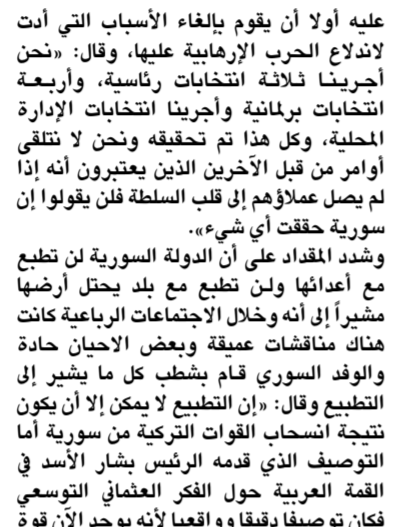 عليه أولا أن يقوم بإلغاء الأسباب التي أدت
لاندلاع الحرب الإرهابية عليها، وقال: «نحن
أجرينا ثلاثة انتخابات رئاسية، وأربعة
انتخابات برلمانية وأجرينا انتخابات الإدارة
المحلية، وكل هذا تم تحقيقه ونحن لا نتلقى
أوامر من قبل الآخرين الذين يعتبرون أنه إذا
لم يصل عملاؤهم إلى قلب السلطة فلن يقولوا إن
سورية حققت أي شيء».
وشدد المقداد على أن الدولة السورية لن تطبع
مع أعدائها ولن تطبع مع بلد يحتل أرضها
مشيراً إلى أنه وخلال الاجتماعات الرباعية كانت
هناك مناقشات عميقة وبعض الاحيان حادة
والوفد السوري قام بشطب كل ما يشير إلى
التطبيع وقال: «إن التطبيع لا يمكن إلا أن يكون
نتيجة انسحاب القوات التركية من سورية أما
التوصيف الذي قدمه الرئيس بشار الأسد في
القمة العربية حول الفكر العثماني التوسعي
فكان توصيفا دقيقا وواقعيا لأنه يوجد الآن قوة